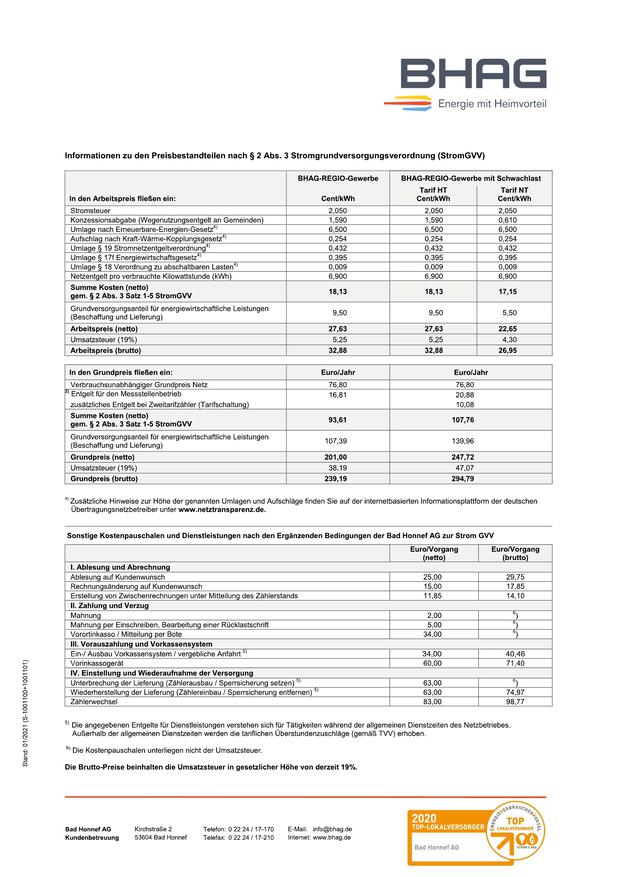 BHAG
Energie mit Heimvorteil
Informationen zu den Preisbestandteilen nach § 2 Abs. 3 Stromgrundversorgungsverordnung (StromGVV)
BHAG-REGIO-Gewerbe BHAG-REGIO-Gewerbe mit Schwachlast
Tarif HT Tarif NT
In den Arbeitspreis fließen ein: Cent/kWh Cent/kWh Cent/kWh
Stromsteuer 2,050 2,050 2,050
Konzessionsabgabe (Wegenutzungsentgelt an Gemeinden) 1,590 1,590 0,610
Umlage nach Erneuerbare-Energien-Gesetz4) 6,500 6,500 6,500
Aufschlag nach Kraft-Wärme-Kopplungsgesetz4) 0,254 0,254 0,254
Umlage § 19 Stromnetzentgeltverordnung4) 0,432 0,432 0,432
Umlage § 17f Energiewirtschaftsgesetz4) 0,395 0,395 0,395
Umlage § 18 Verordnung zu abschaltbaren Lasten4) 0,009 0,009 0,009
Netzentgelt pro verbrauchte Kilowattstunde (kWh) 6,900 6,900 6,900
Summe Kosten (netto)
gem. § 2 Abs. 3 Satz 1-5 StromGVV 18,13 18,13 17,15
Grundversorgungsanteil für energiewirtschaftliche Leistungen
(Beschaffung und Lieferung) 9,50 9,50 5,50
Arbeitspreis (netto) 27,63 27,63 22,65
Umsatzsteuer (19%) 5,25 5,25 4,30
Arbeitspreis (brutto) 32,88 32,88 26,95
In den Grundpreis fließen ein: Euro/Jahr Euro/Jahr
Verbrauchsunabhängiger Grundpreis Netz 76,80 76,80
3) Entgelt für den Messstellenbetrieb 16,81 20,88
zusätzliches Entgelt bei Zweitarifzähler (Tarifschaltung) 10,08
Summe Kosten (netto)
gem. § 2 Abs. 3 Satz 1-5 StromGVV 93,61 107,76
Grundversorgungsanteil für energiewirtschaftliche Leistungen
(Beschaffung und Lieferung) 107,39 139,96
Grundpreis (netto) 201,00 247,72
Umsatzsteuer (19%) 38,19 47,07
Grundpreis (brutto) 239,19 294,79
4) Zusätzliche Hinweise zur Höhe der genannten Umlagen und Aufschläge finden Sie auf der internetbasierten Informationsplattform der deutschen
Übertragungsnetzbetreiber unter www.netztransparenz.de.
Sonstige Kostenpauschalen und Dienstleistungen nach den Ergänzenden Bedingungen der Bad Honnef AG zur Strom GVV
Euro/Vorgang Euro/Vorgang
(netto) (brutto)
I. Ablesung und Abrechnung
Ablesung auf Kundenwunsch 25,00 29,75
Rechnungsänderung auf Kundenwunsch 15,00 17,85
Erstellung von Zwischenrechnungen unter Mitteilung des Zählerstands 11,85 14,10
II. Zahlung und Verzug
Mahnung 2,00 6)
Mahnung per Einschreiben, Bearbeitung einer Rücklastschrift 5,00 6)
Vorortinkasso / Mitteilung per Bote 34,00 6)
III. Vorauszahlung und Vorkassensystem
Ein-/ Ausbau Vorkassensystem / vergebliche Anfahrt 5) 34,00 40,46
Vorinkassogerät 60,00 71,40
IV. Einstellung und Wiederaufnahme der Versorgung
Unterbrechung der Lieferung (Zählerausbau / Sperrsicherung setzen) 5) 63,00 6)
Wiederherstellung der Lieferung (Zählereinbau / Sperrsicherung entfernen) 5) 63,00 74,97
Zählerwechsel 83,00 98,77
5) Die angegebenen Entgelte für Dienstleistungen verstehen sich für Tätigkeiten während der allgemeinen Dienstzeiten des Netzbetriebes.
Außerhalb der allgemeinen Dienstzeiten werden die tariflichen Überstundenzuschläge (gemäß TVV) erhoben.
6) Die Kostenpauschalen unterliegen nicht der Umsatzsteuer.
Die Brutto-Preise beinhalten die Umsatzsteuer in gesetzlicher Höhe von derzeit 19%.
Stand: 01/2021 (S-1001100+1001101)
Bad Honnef AG Kirchstraße 2 Telefon: 0 22 24 / 17-170 E-Mail: info@bhag.de
Kundenbetreuung 53604 Bad Honnef Telefax: 0 22 24 / 17-210 Internet: www.bhag.de
2020
TOP-LOKALVERSORGER
Bad Honnef AG
ENERGIEVERBRAUCHERPORTAL
TOP
LOKALVERSORGER
STROM & GAS